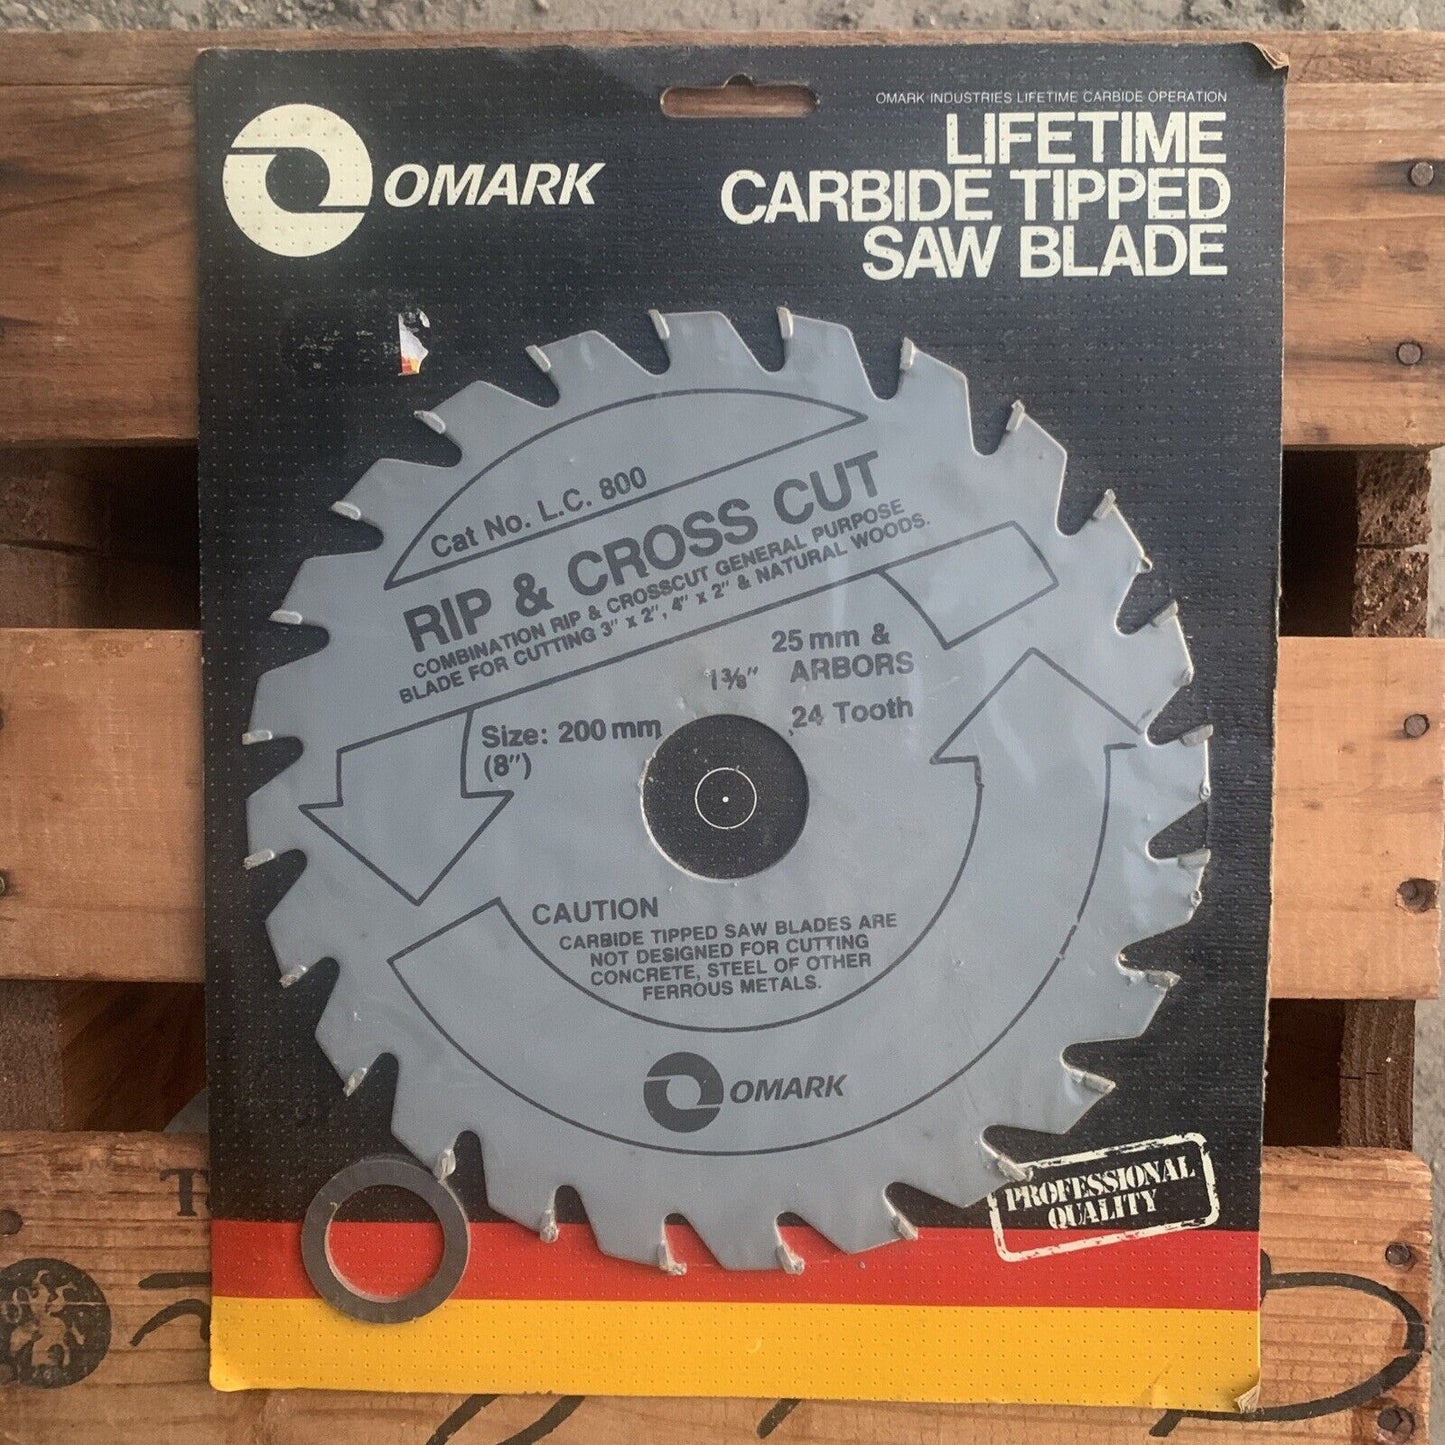 OMARK
OMARK INDUSTRIES LIFETIME CARBIDE OPERATION
LIFETIME
CARBIDE TIPPED
SAW BLADE
Cat No. L.C. 800
RIP & CROSS CUT
COMBINATION RIP & CROSSCUT GENERAL PURPOSE
BLADE FOR CUTTING 3" x 2", 4" x 2" & NATURAL WOODS.
25 mm &
1 3/8" ARBORS
Size: 200 mm
(8")
24 Tooth
CAUTION
CARBIDE TIPPED SAW BLADES ARE
NOT DESIGNED FOR CUTTING
CONCRETE, STEEL OF OTHER
FERROUS METALS.
OMARK
PROFESSIONAL
QUALITY